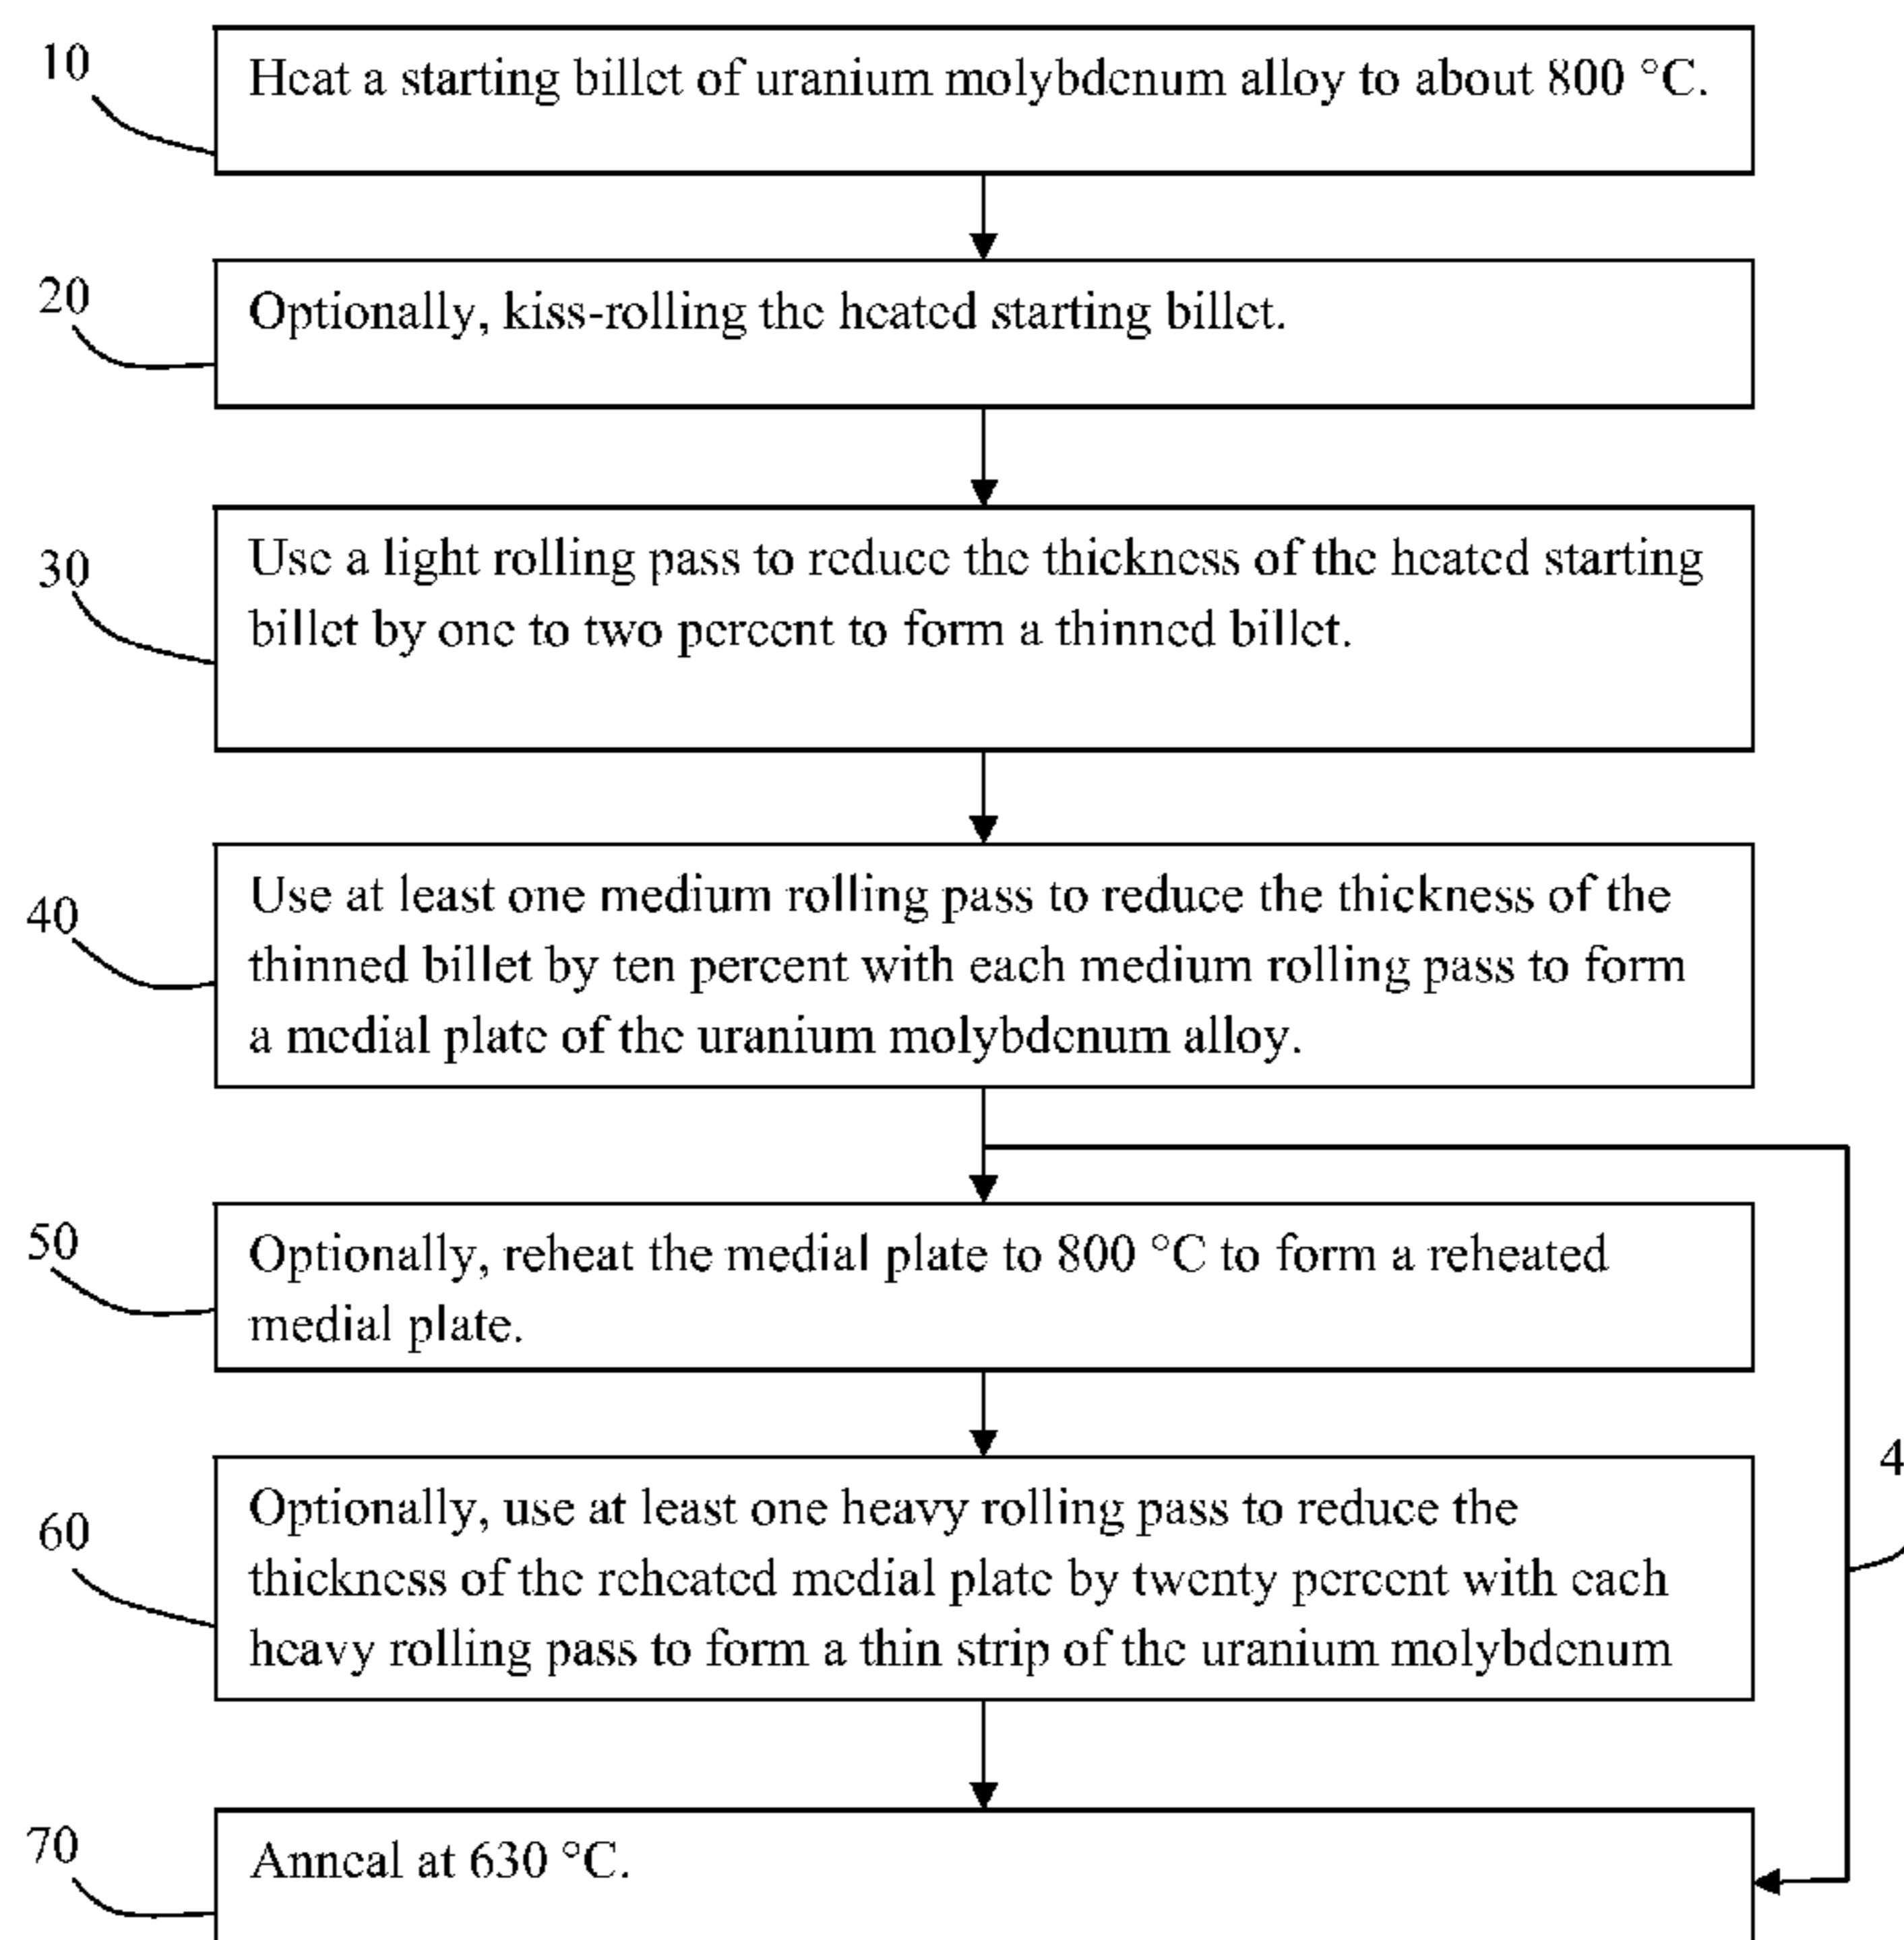 10
Heat a starting billet of uranium molybdenum alloy to about 800 °C.
20
Optionally, kiss-rolling the heated starting billet.
30
Use a light rolling pass to reduce the thickness of the heated starting
billet by one to two percent to form a thinned billet.
40
Use at least one medium rolling pass to reduce the thickness of the
thinned billet by ten percent with each medium rolling pass to form
a medial plate of the uranium molybdenum alloy.
50
Optionally, reheat the medial plate to 800 °C to form a reheated
medial plate.
4
60
Optionally, use at least one heavy rolling pass to reduce the
thickness of the reheated medial plate by twenty percent with each
heavy rolling pass to form a thin strip of the uranium molybdenum
70
Anneal at 630 °C.